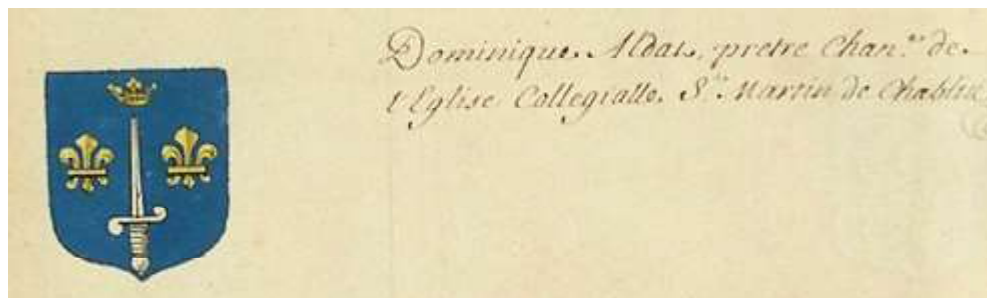 Dominique. Aldat, pretre Chan.ne de.
l'Eglise Collegialle. S.t Martin de Chablis